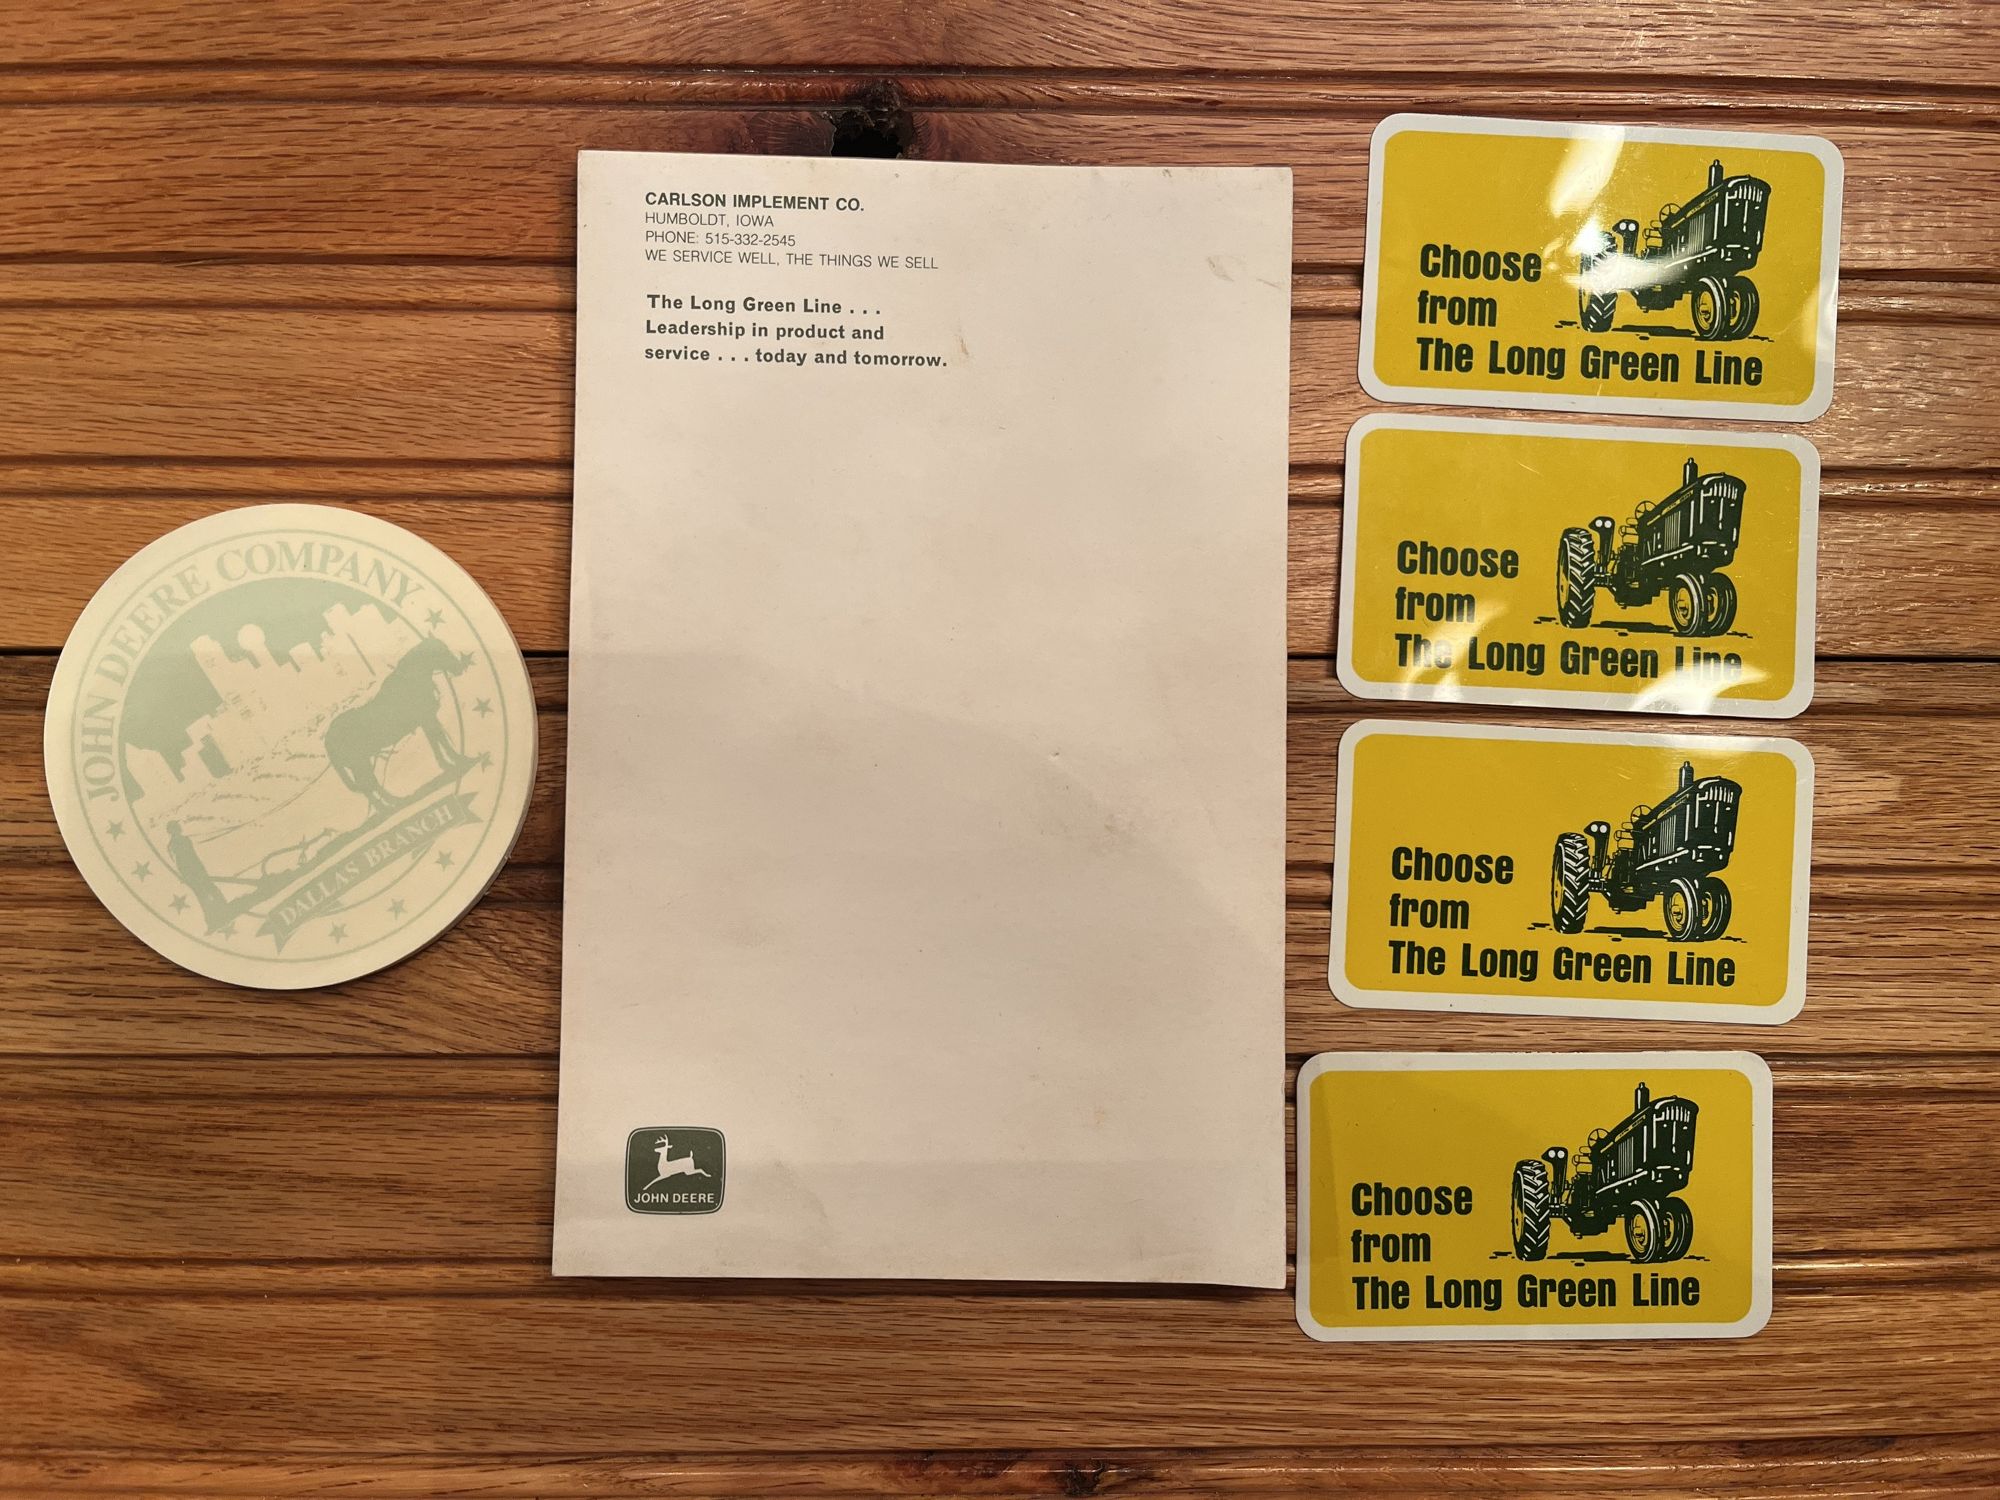 JOHN DEERE COMPANY
DALLAS BRANCH
CARLSON IMPLEMENT CO.
HUMBOLDT, IOWA
PHONE: 515-332-2545
WE SERVICE WELL, THE THINGS WE SELL
The Long Green Line . . .
Leadership in product and
service . . . today and tomorrow.
JOHN DEERE
Choose
from
The Long Green Line
Choose
from
The Long Green Line
Choose
from
The Long Green Line
Choose
from
The Long Green Line